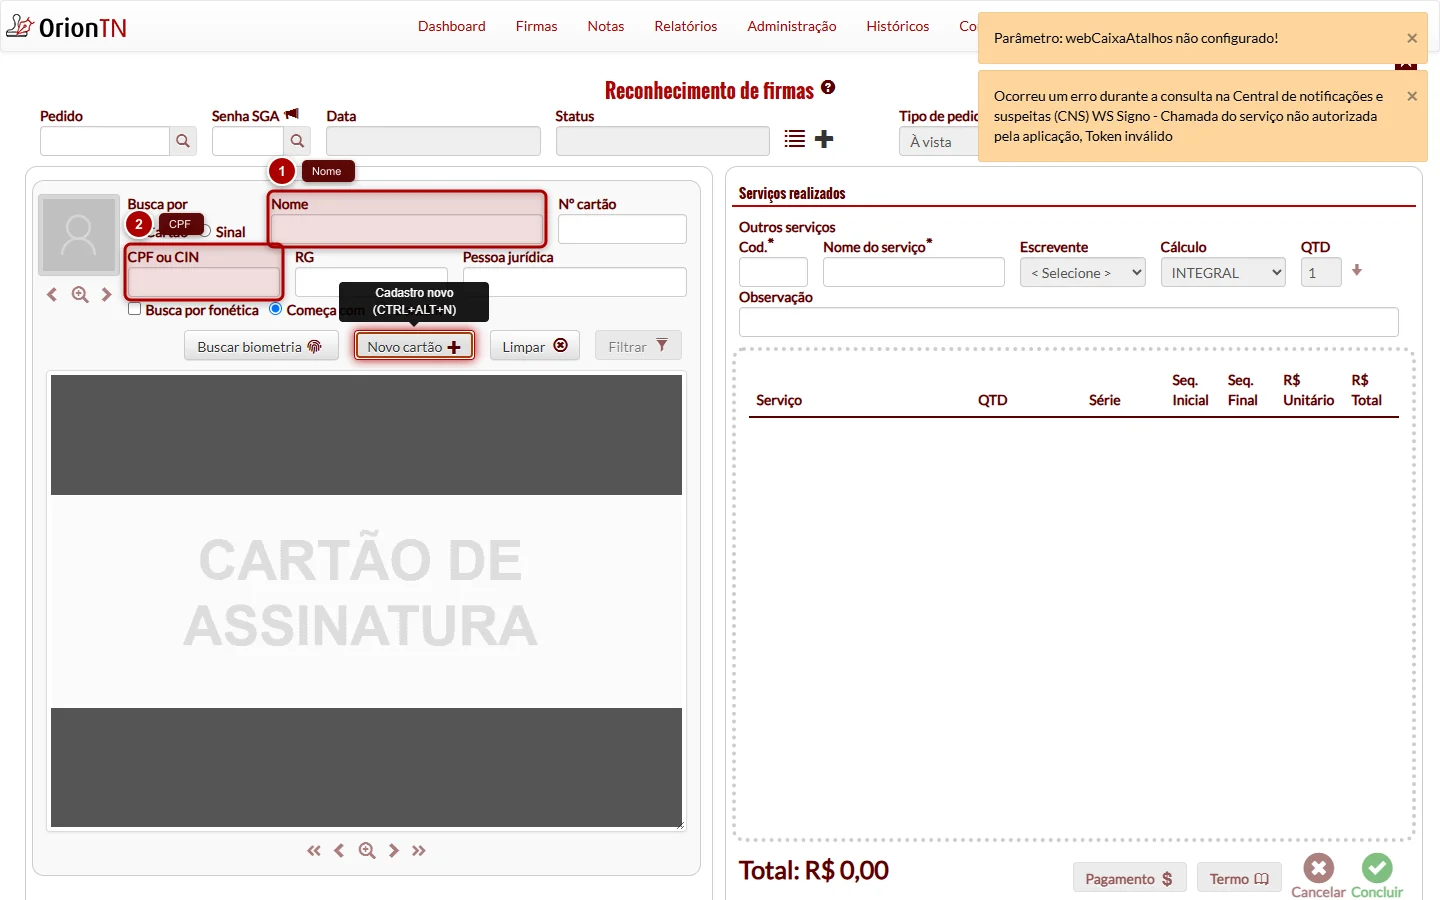 OrionTN
Dashboard Firmas Notas Relatórios Administração Históricos Co
Parâmetro: webCaixaAtalhos não configurado! ×
Ocorreu um erro durante a consulta na Central de notificações e ×
suspeitas (CNS) WS Signo - Chamada do serviço não autorizada
pela aplicação, Token inválido
Reconhecimento de firmas
Pedido Senha SGA Data Status Tipo de pedid
À vista
1 Nome
Serviços realizados
Busca por Nome Nº cartão
2 CPF Cartão Sinal
CPF ou CIN RG Pessoa jurídica
Outros serviços
Cod.* Nome do serviço* Escrevente Cálculo QTD
< Selecione > INTEGRAL 1
Cadastro novo
(CTRL+ALT+N)
Busca por fonética Começa com
Observação
Buscar biometria Novo cartão Limpar Filtrar
CARTÃO DE
ASSINATURA
Serviço QTD Série Seq. Inicial Seq. Final R$ Unitário R$ Total
Total: R$ 0,00
Pagamento $ Termo Cancelar Concluir